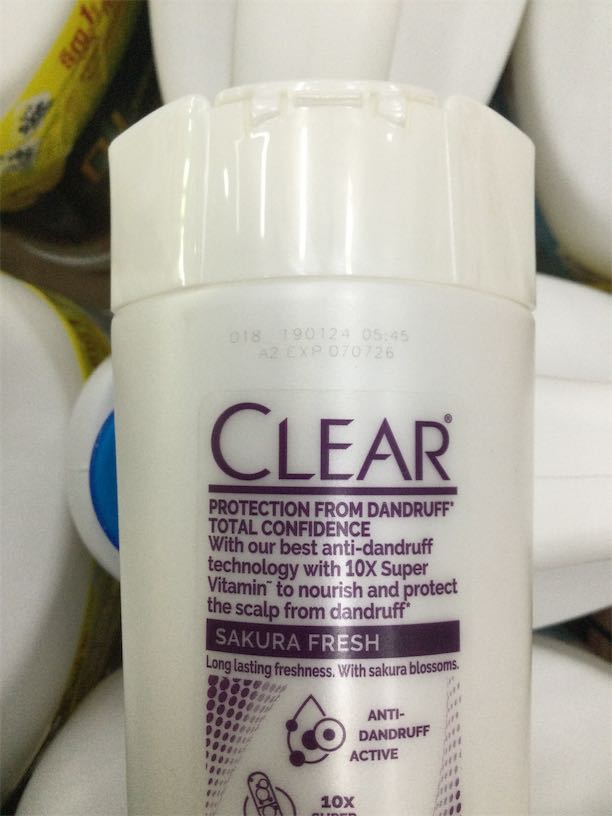 018 190124 05:45
A2 EXP 070726
CLEAR®
PROTECTION FROM DANDRUFF*
TOTAL CONFIDENCE
With our best anti-dandruff
technology with 10X Super
Vitamin~ to nourish and protect
the scalp from dandruff*
SAKURA FRESH
Long lasting freshness. With sakura blossoms.
ANTI-
DANDRUFF
ACTIVE
10X
SUPER